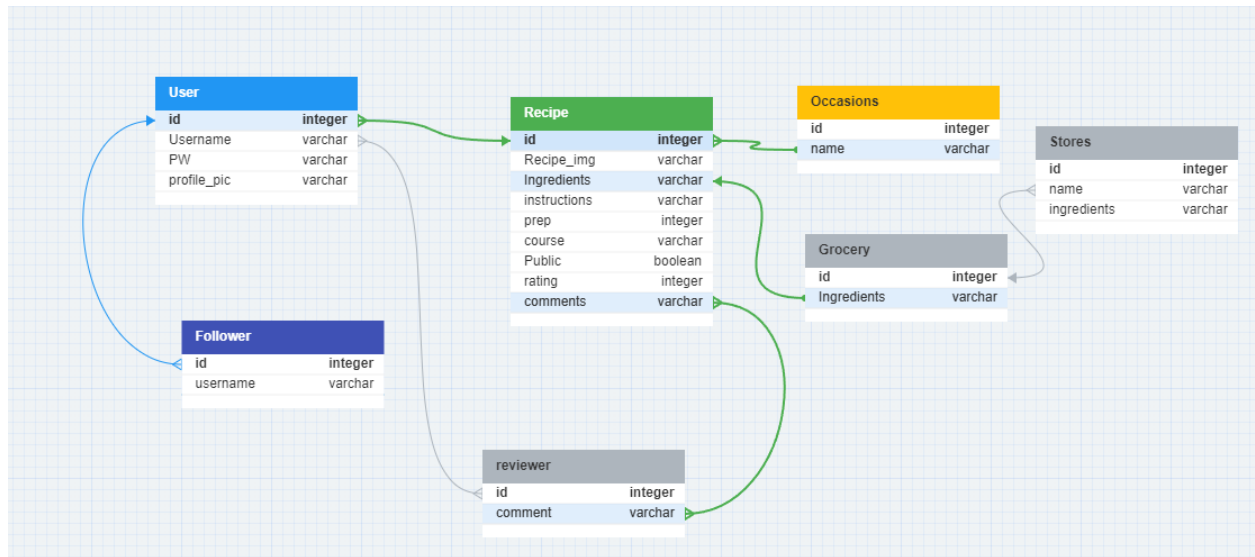 User
id integer
Username varchar
PW varchar
profile_pic varchar
Recipe
id integer
Recipe_img varchar
Ingredients varchar
instructions varchar
prep integer
course varchar
Public boolean
rating integer
comments varchar
Occasions
id integer
name varchar
Stores
id integer
name varchar
ingredients varchar
Grocery
id integer
Ingredients varchar
Follower
id integer
username varchar
reviewer
id integer
comment varchar